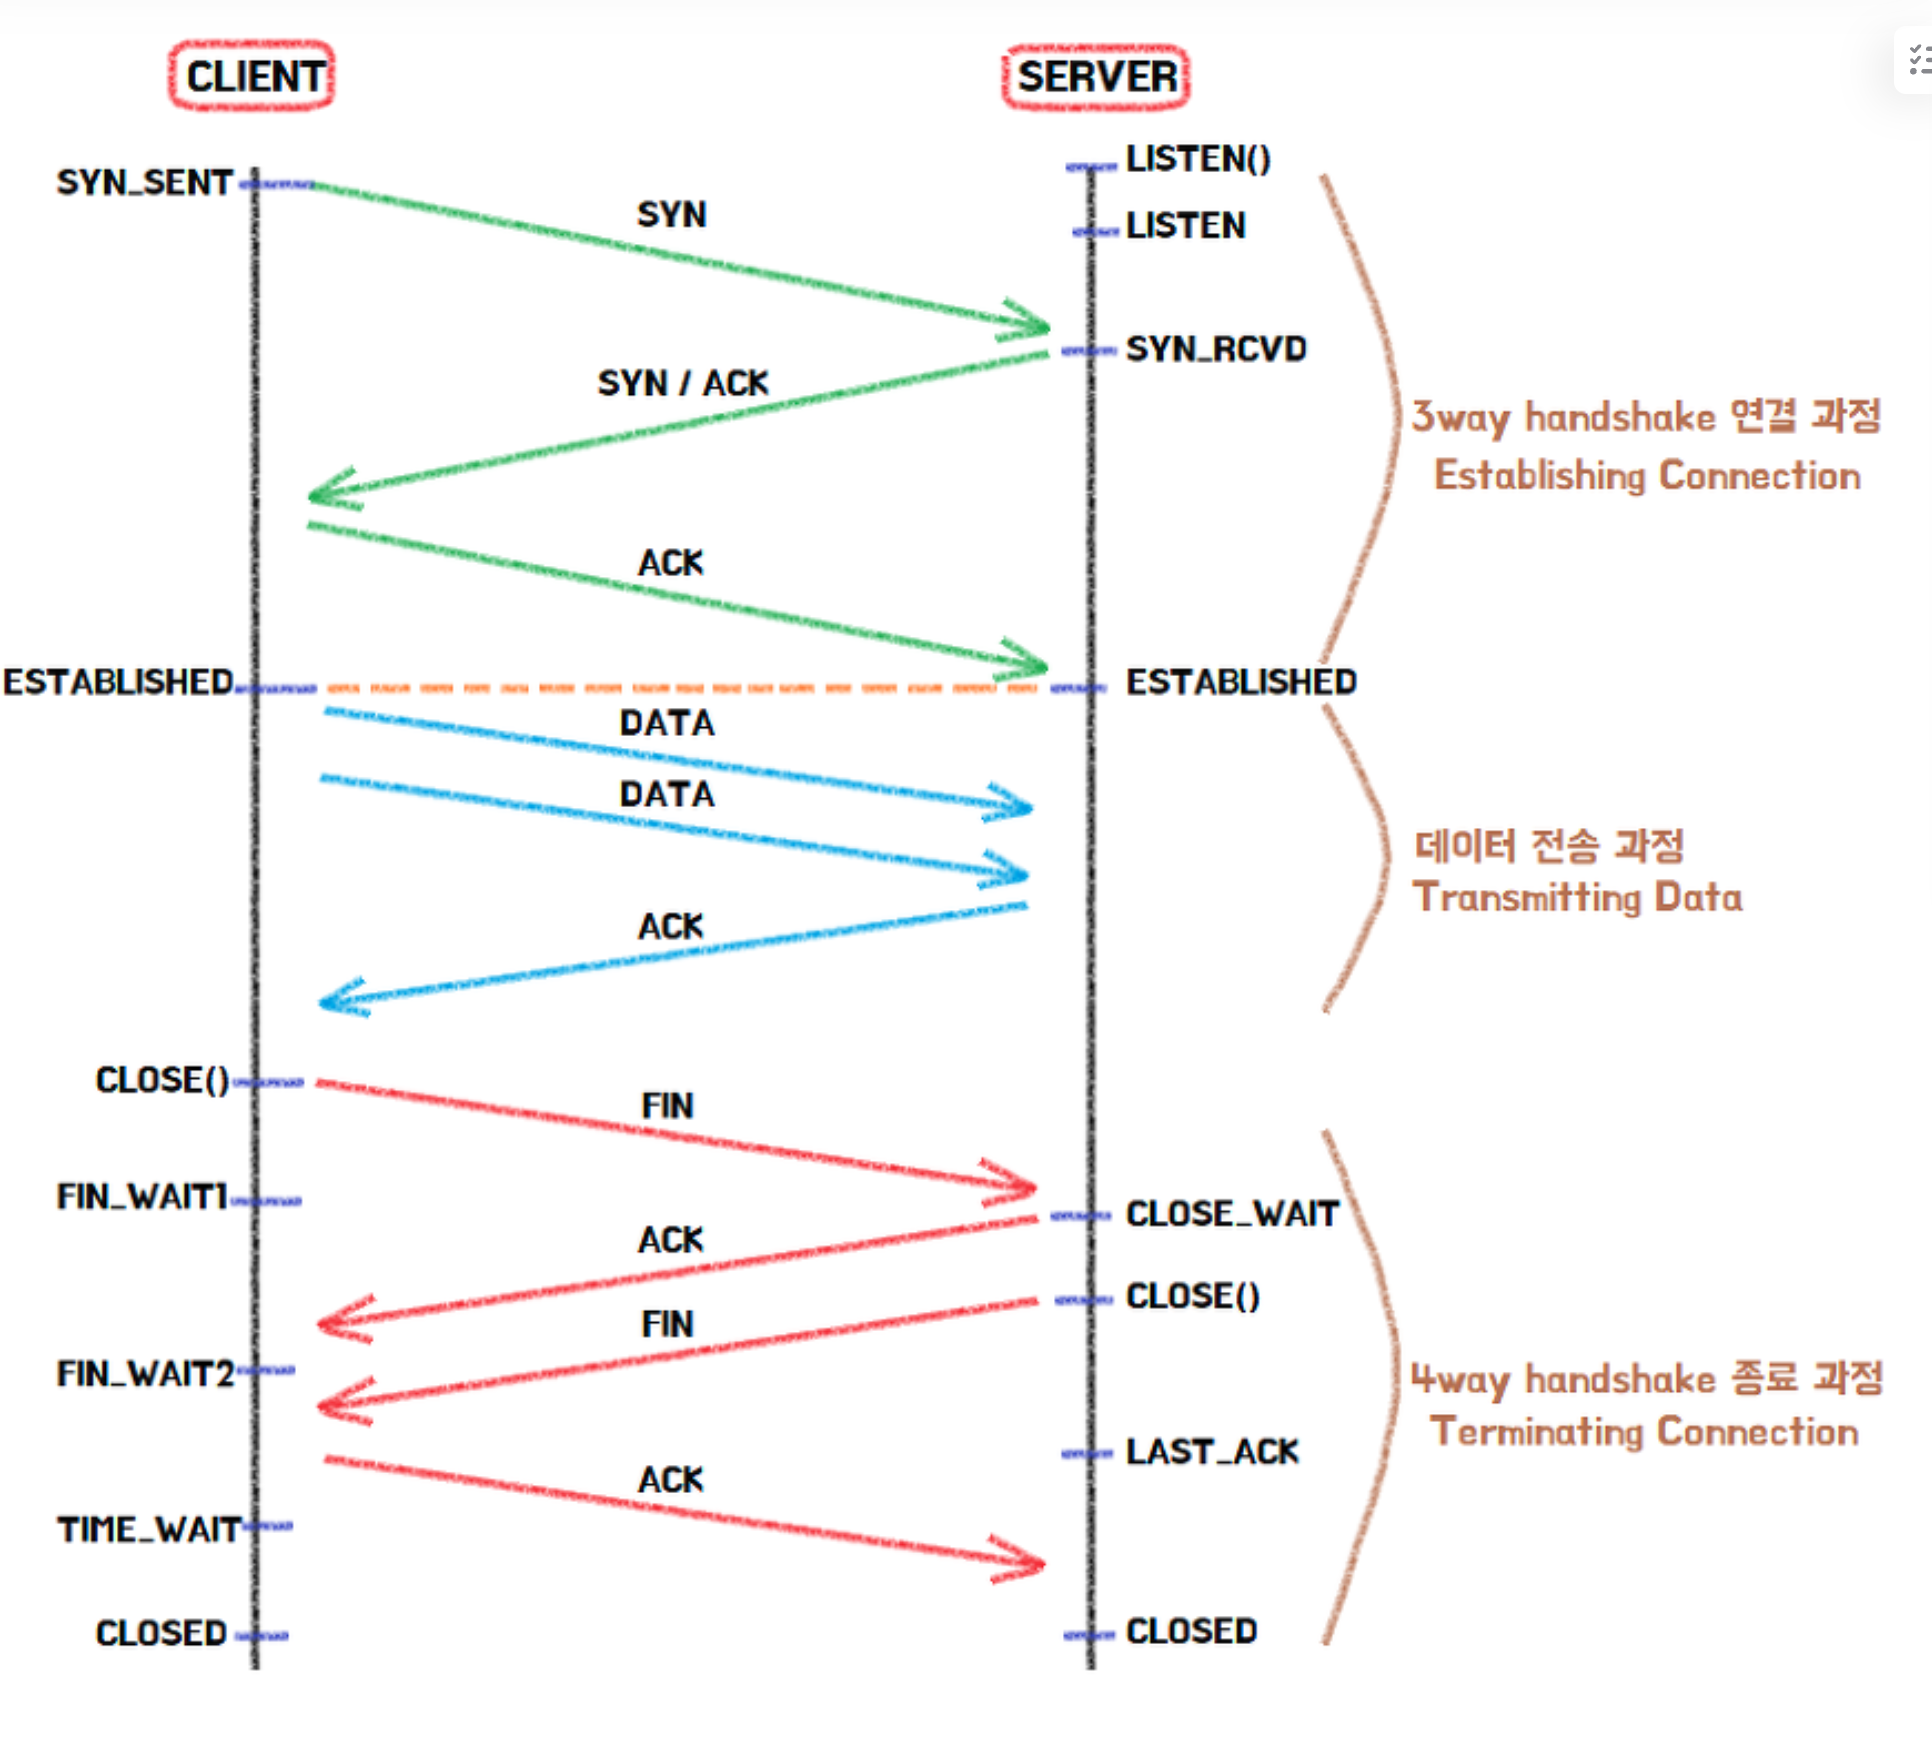 CLIENT
SERVER
LISTEN()
SYN_SENT
SYN
LISTEN
SYN_RCVD
SYN / ACK
3way handshake 연결 과정
Establishing Connection
ACK
ESTABLISHED
ESTABLISHED
DATA
DATA
데이터 전송 과정
Transmitting Data
ACK
CLOSE()
FIN
FIN_WAIT1
CLOSE_WAIT
ACK
CLOSE()
FIN
FIN_WAIT2
4way handshake 종료 과정
Terminating Connection
LAST_ACK
ACK
TIME_WAIT
CLOSED
CLOSED